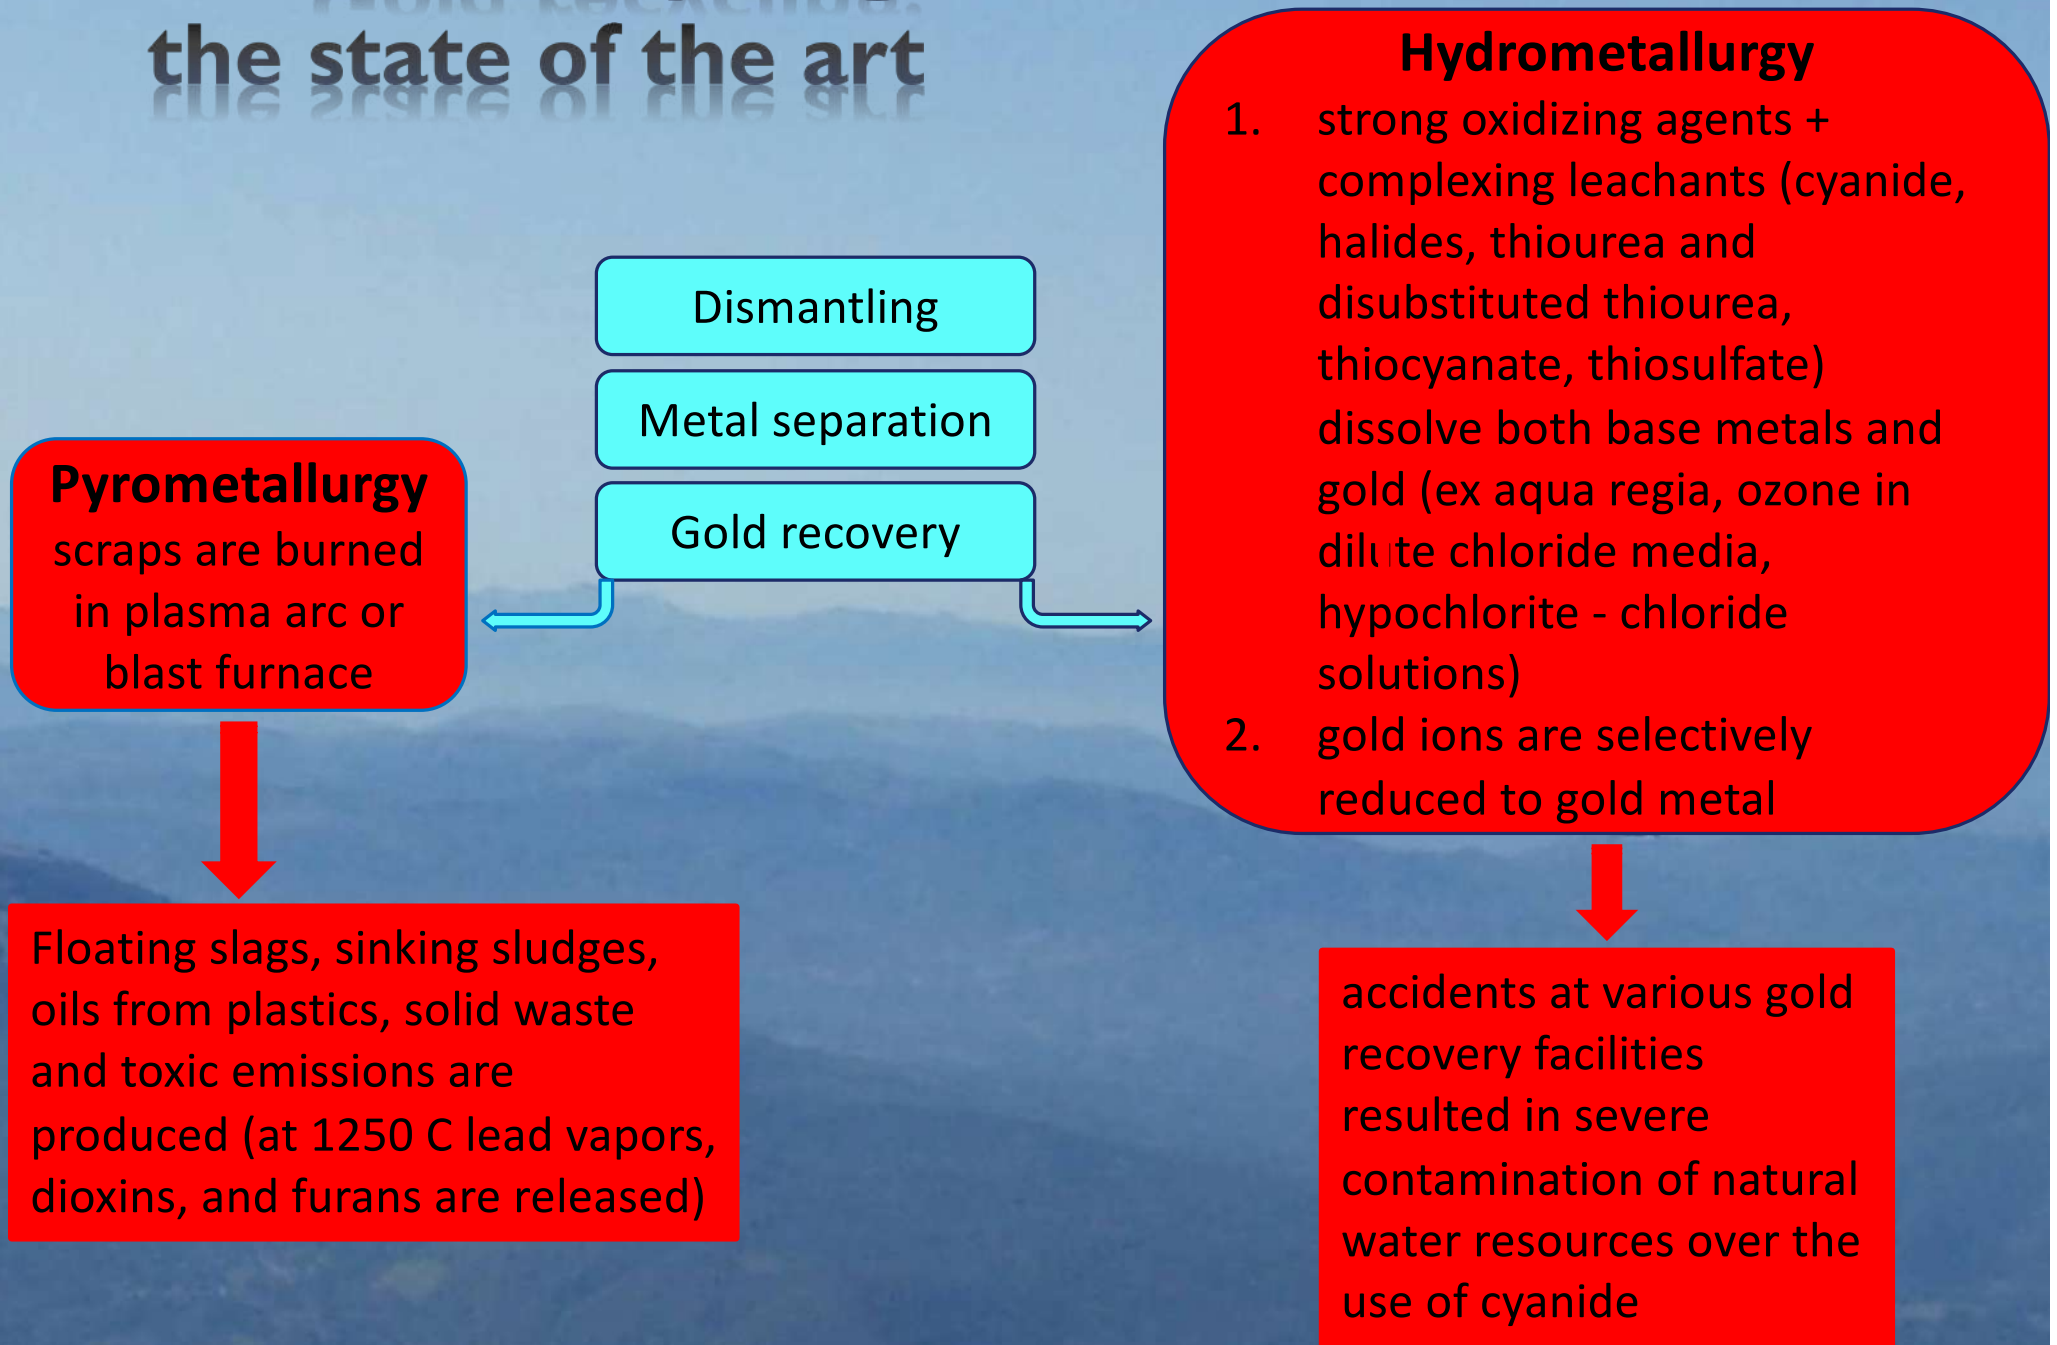 the state of the art
Hydrometallurgy
1. strong oxidizing agents +
complexing leachants (cyanide,
halides, thiourea and
disubstituted thiourea,
thiocyanate, thiosulfate)
dissolve both base metals and
gold (ex aqua regia, ozone in
dilute chloride media,
hypochlorite - chloride
solutions)
2. gold ions are selectively
reduced to gold metal
Dismantling
Metal separation
Gold recovery
Pyrometallurgy
scraps are burned
in plasma arc or
blast furnace
Floating slags, sinking sludges,
oils from plastics, solid waste
and toxic emissions are
produced (at 1250 C lead vapors,
dioxins, and furans are released)
accidents at various gold
recovery facilities
resulted in severe
contamination of natural
water resources over the
use of cyanide